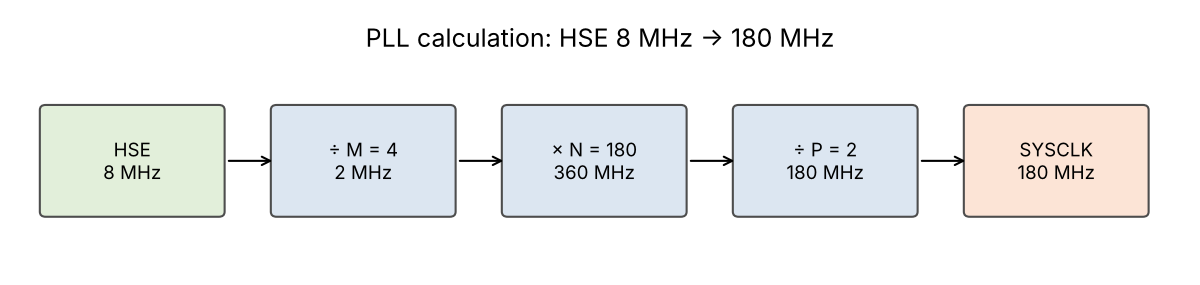 PLL calculation: HSE 8 MHz → 180 MHz
HSE
8 MHz
÷ M = 4
2 MHz
× N = 180
360 MHz
÷ P = 2
180 MHz
SYSCLK
180 MHz